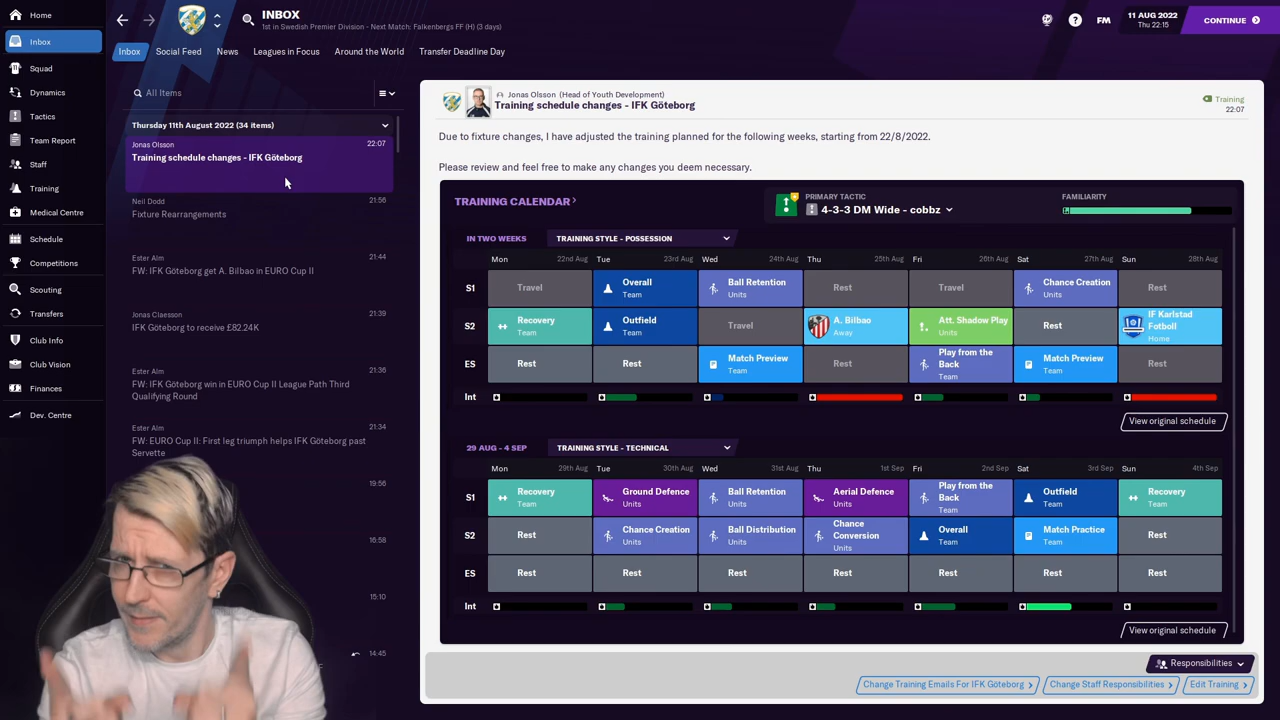 Home
Inbox
Squad
Dynamics
Tactics
Team Report
Staff
Training
Medical Centre
Schedule
Competitions
Scouting
Transfers
Club Info
Club Vision
Finances
Dev. Centre
INBOX
1st in Swedish Premier Division - Next Match: Falkenbergs FF (H) (3 days)
FM
11 AUG 2022
Thu 22:15
CONTINUE
Inbox Social Feed News Leagues in Focus Around the World Transfer Deadline Day
All Items
Thursday 11th August 2022 (34 items)
Jonas Olsson 22:07
Training schedule changes - IFK Göteborg
Neil Dodd 21:56
Fixture Rearrangements
Ester Alm 21:44
FW: IFK Göteborg get A. Bilbao in EURO Cup II
Jonas Claesson 21:39
IFK Göteborg to receive £82.24K
Ester Alm 21:36
FW: IFK Göteborg win in EURO Cup II League Path Third
Qualifying Round
Ester Alm 21:34
FW: EURO Cup II: First leg triumph helps IFK Göteborg past
Servette
19:56
16:58
15:10
14:45
Jonas Olsson (Head of Youth Development)
Training schedule changes - IFK Göteborg
Training
22:07
Due to fixture changes, I have adjusted the training planned for the following weeks, starting from 22/8/2022.
Please review and feel free to make any changes you deem necessary.
TRAINING CALENDAR
PRIMARY TACTIC
4-3-3 DM Wide - cobbz
FAMILIARITY
IN TWO WEEKS TRAINING STYLE - POSSESSION
Mon 22nd Aug Tue 23rd Aug Wed 24th Aug Thu 25th Aug Fri 26th Aug Sat 27th Aug Sun 28th Aug
S1 Travel Overall Team Ball Retention Units Rest Travel Chance Creation Units Rest
S2 Recovery Team Outfield Team Travel A. Bilbao Away Att. Shadow Play Units Rest IF Karlstad Fotboll Home
ES Rest Rest Match Preview Team Rest Play from the Back Team Match Preview Team Rest
Int
View original schedule
29 AUG - 4 SEP TRAINING STYLE - TECHNICAL
Mon 29th Aug Tue 30th Aug Wed 31st Aug Thu 1st Sep Fri 2nd Sep Sat 3rd Sep Sun 4th Sep
S1 Recovery Team Ground Defence Units Ball Retention Units Aerial Defence Units Play from the Back Team Outfield Team Recovery Team
S2 Rest Chance Creation Units Ball Distribution Units Chance Conversion Units Overall Team Match Practice Team Rest
ES Rest Rest Rest Rest Rest Rest Rest
Int
View original schedule
Responsibilities
Change Training Emails For IFK Göteborg
Change Staff Responsibilities
Edit Training